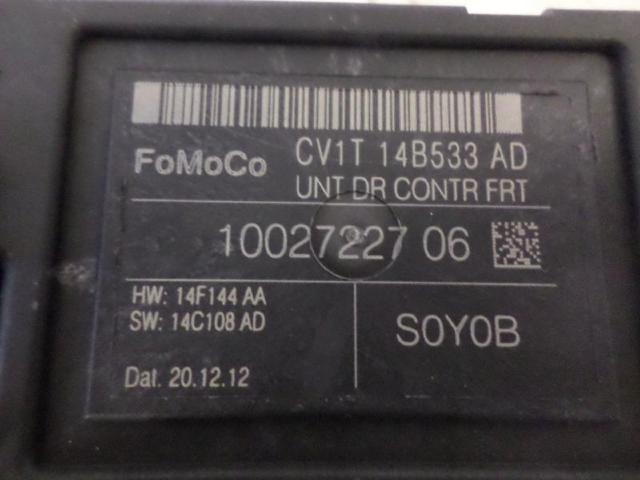 FoMoCo CV1T 14B533 AD
UNT DR CONTR FRT
10027227 06
HW: 14F144 AA
SW: 14C108 AD
S0Y0B
Dat. 20.12.12